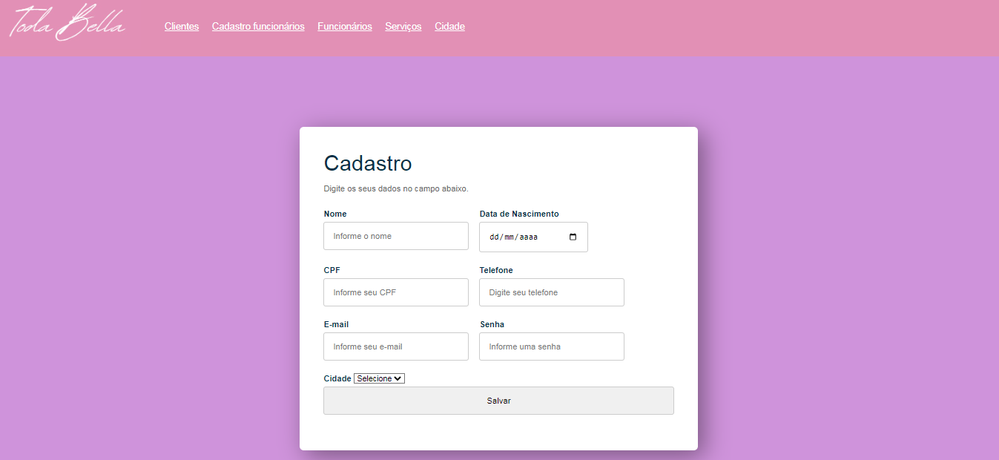 Toda Bella
Clientes Cadastro funcionários Funcionários Serviços Cidade
Cadastro
Digite os seus dados no campo abaixo.
Nome Data de Nascimento
Informe o nome dd/mm/aaaa
CPF Telefone
Informe seu CPF Digite seu telefone
E-mail Senha
Informe seu e-mail Informe uma senha
Cidade Selecione
Salvar